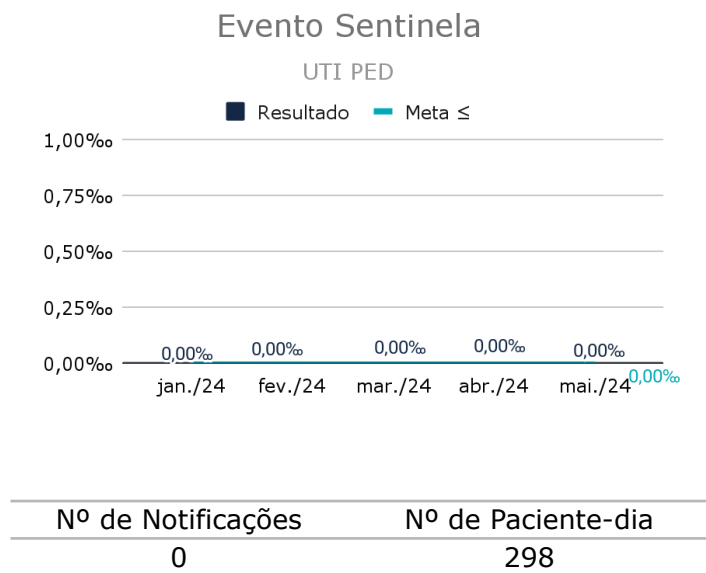 Evento Sentinela
UTI PED
Resultado Meta ≤
1,00‰
0,75‰
0,50‰
0,25‰
0,00‰
0,00‰ 0,00‰ 0,00‰ 0,00‰ 0,00‰
0,00‰
jan./24 fev./24 mar./24 abr./24 mai./24
Nº de Notificações Nº de Paciente-dia
0 298